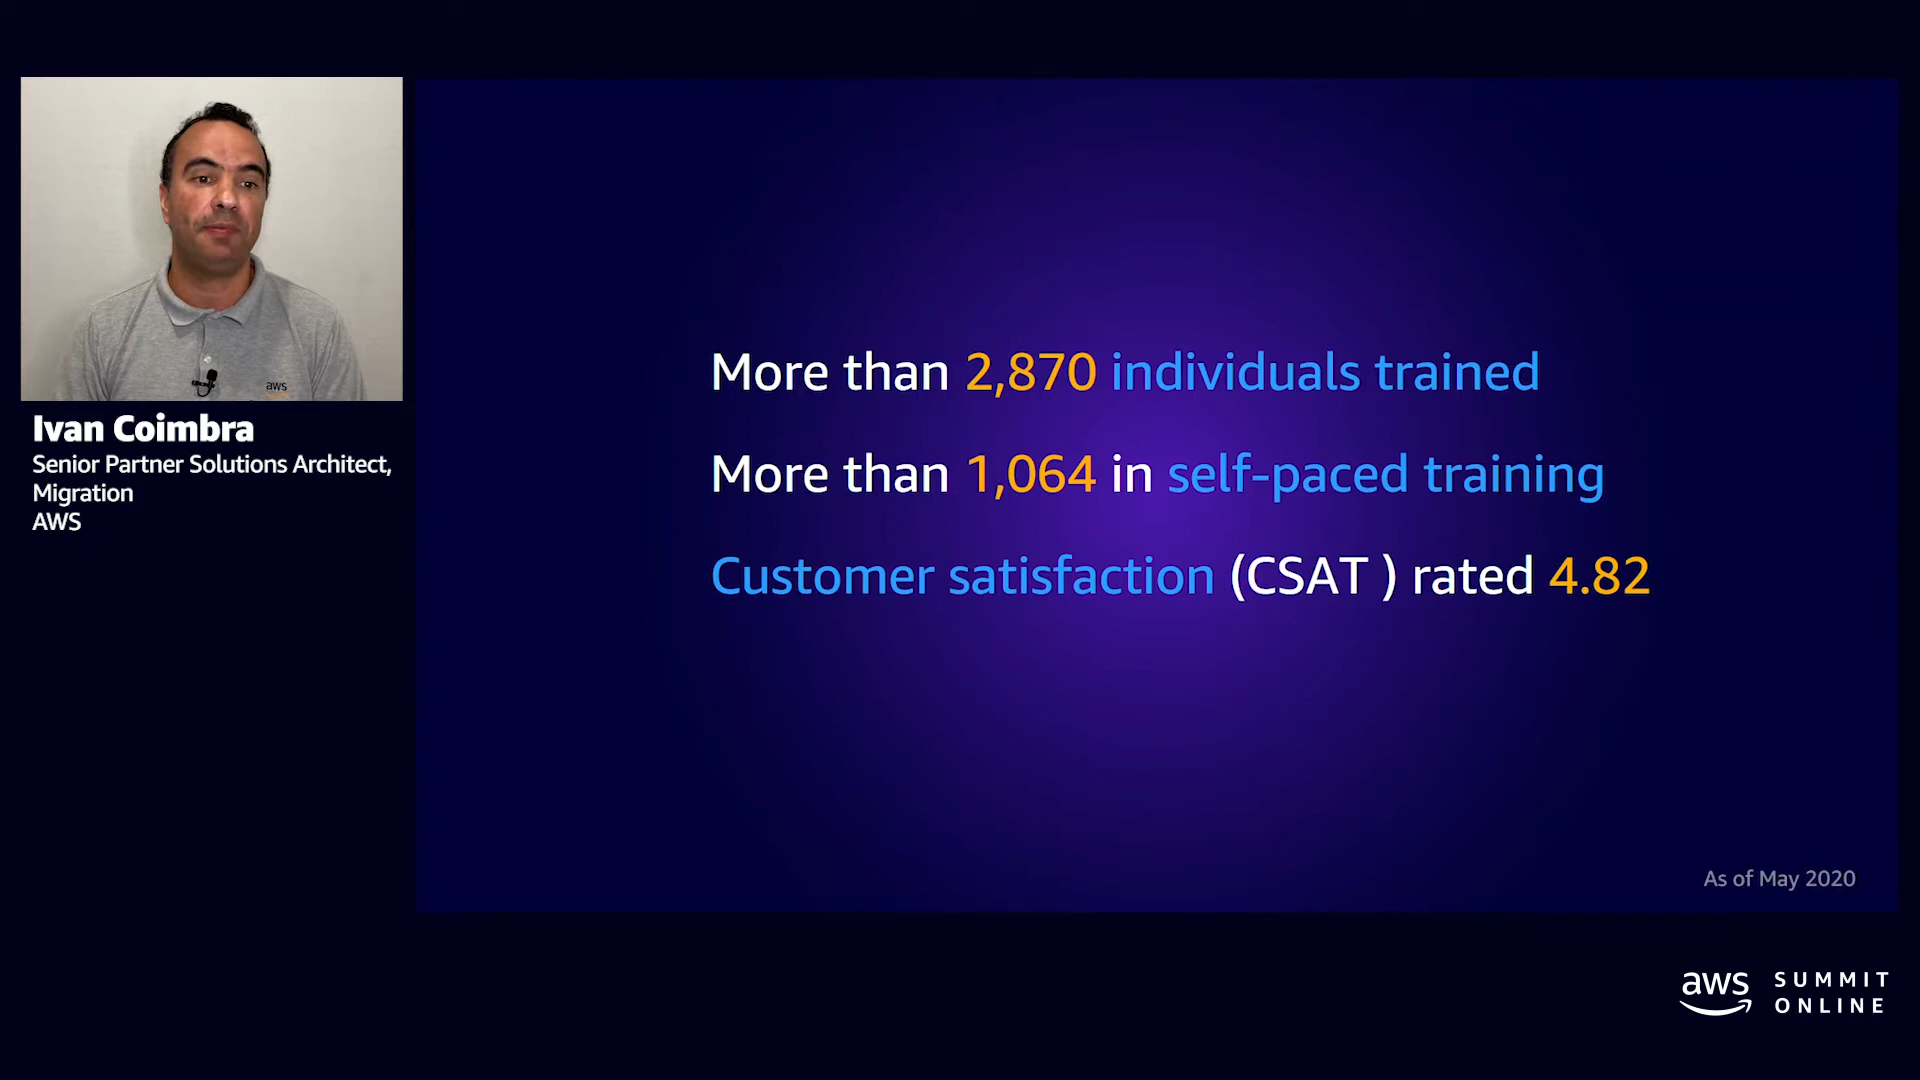 aws
Ivan Coimbra
Senior Partner Solutions Architect,
Migration
AWS
More than 2,870 individuals trained
More than 1,064 in self-paced training
Customer satisfaction (CSAT ) rated 4.82
As of May 2020
aws SUMMIT
ONLINE